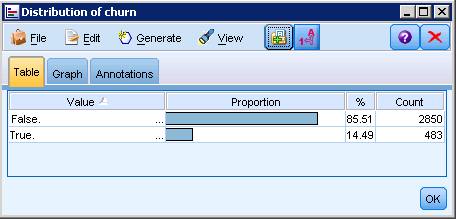 Distribution of churn
File Edit Generate View
Table Graph Annotations
Value Proportion % Count
False. ... 85.51 2850
True. ... 14.49 483
OK